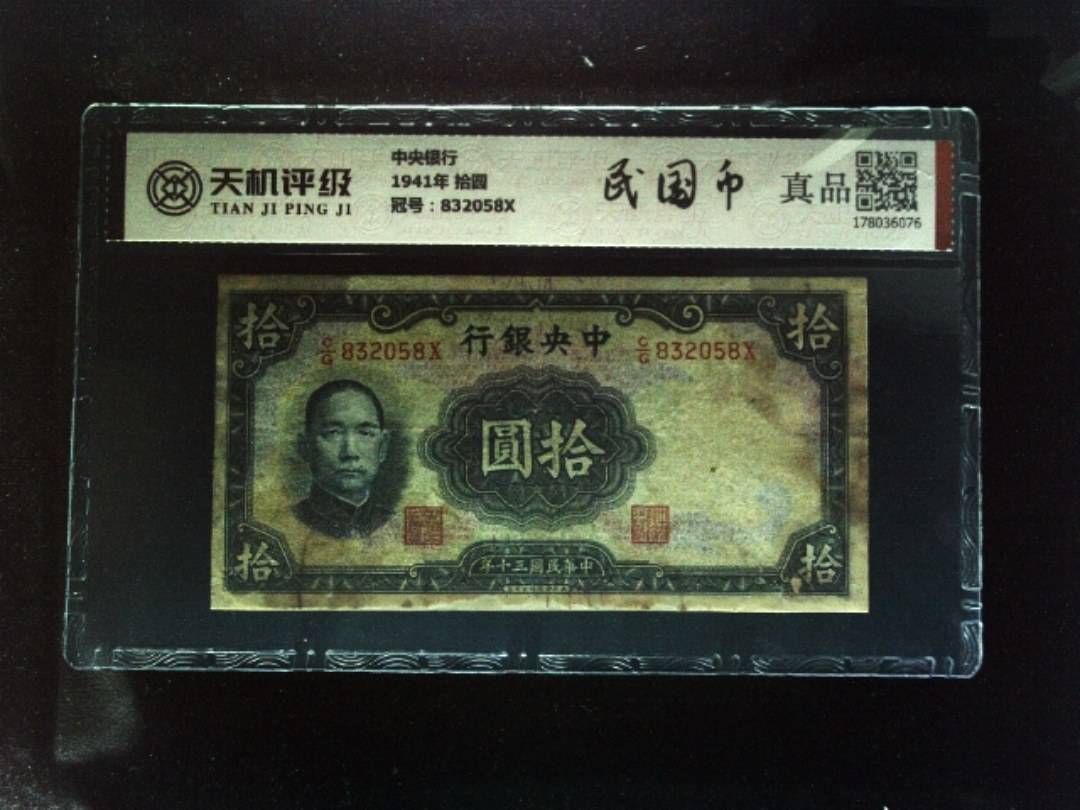 天机评级
TIAN JI PING JI
中央银行
1941年 拾圆
冠号：832058X
民国币
真品
178036076
拾
行銀央中
拾
C/G 832058X
C/G 832058X
圓拾
拾
年十三國民華中
拾